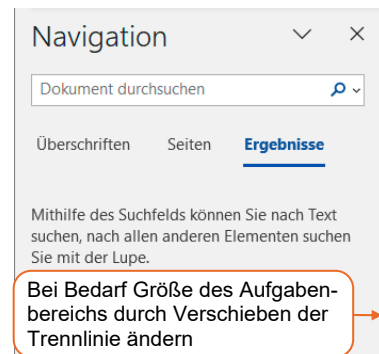 Navigation
Dokument durchsuchen
Überschriften Seiten Ergebnisse
Mithilfe des Suchfelds können Sie nach Text
suchen, nach allen anderen Elementen suchen
Sie mit der Lupe.
Bei Bedarf Größe des Aufgaben-
bereichs durch Verschieben der
Trennlinie ändern